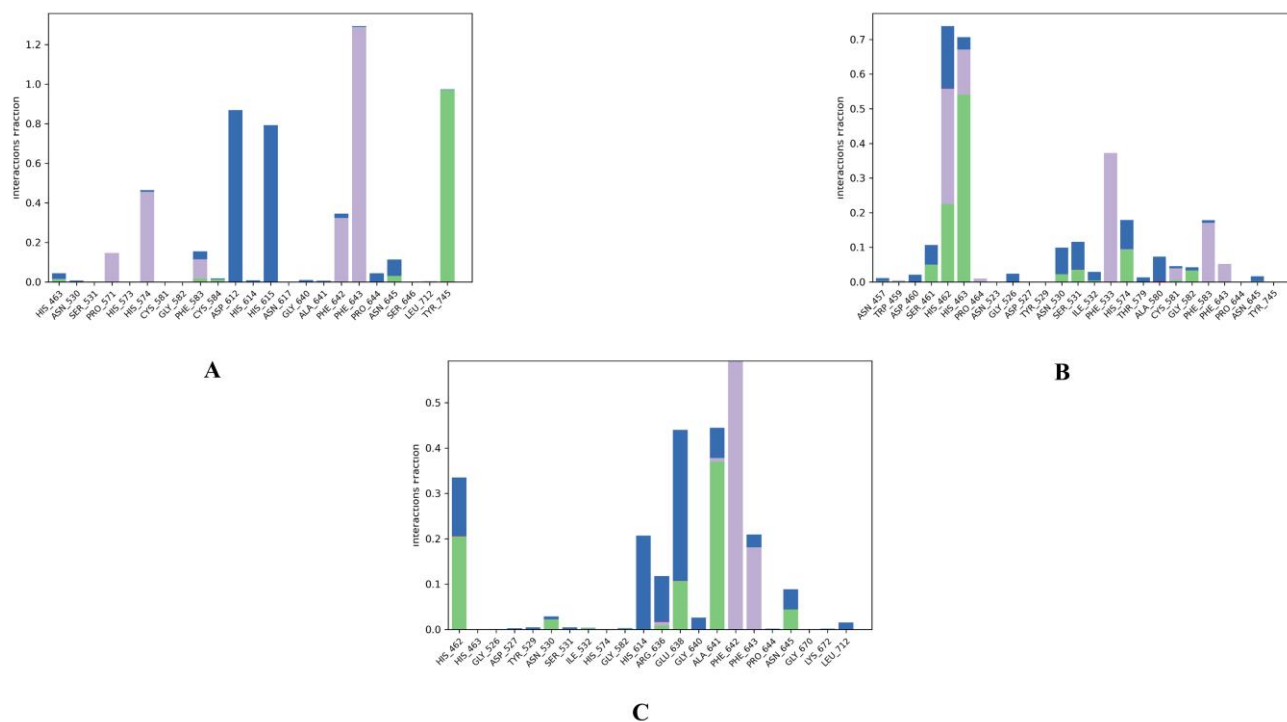 1.2
1.0
0.8
0.6
0.4
0.2
0.0
Interactions Fraction
HIS_463
ASN_530
SER_531
PRO_571
HIS_573
HIS_574
CYS_581
GLY_582
PHE_583
CYS_584
ASP_612
HIS_614
HIS_615
ASN_617
GLY_640
ALA_641
PHE_642
PHE_643
PRO_644
ASN_645
SER_646
LEU_712
TYR_745
A
0.7
0.6
0.5
0.4
0.3
0.2
0.1
0.0
Interactions Fraction
ASN_457
TRP_459
ASP_460
SER_461
HIS_462
HIS_463
PRO_464
ASN_523
GLY_526
ASP_527
TYR_529
ASN_530
SER_531
ILE_532
PHE_533
HIS_574
THR_579
ALA_580
CYS_581
GLY_582
PHE_583
PHE_643
PRO_644
ASN_645
TYR_745
B
0.5
0.4
0.3
0.2
0.1
0.0
Interactions Fraction
HIS_462
HIS_463
GLY_526
ASP_527
TYR_529
ASN_530
SER_531
ILE_532
HIS_574
GLY_582
HIS_614
ARG_636
GLU_638
GLY_640
ALA_641
PHE_642
PHE_643
PRO_644
ASN_645
GLY_670
LYS_672
LEU_712
C